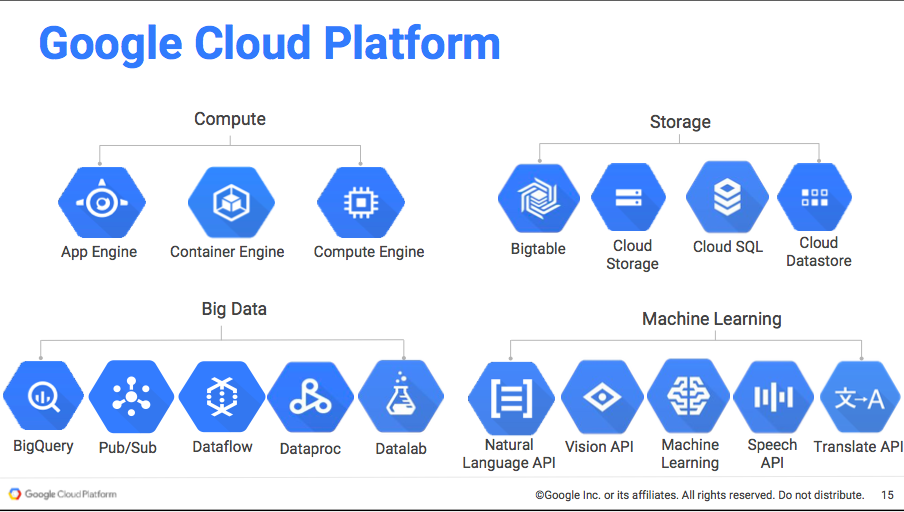 Google Cloud Platform
Compute
App Engine
Container Engine
Compute Engine
Storage
Bigtable
Cloud
Storage
Cloud SQL
Cloud
Datastore
Big Data
BigQuery
Pub/Sub
Dataflow
Dataproc
Datalab
Machine Learning
Natural
Language API
Vision API
Machine
Learning
Speech
API
Translate API
文→A
Google Cloud Platform
©Google Inc. or its affiliates. All rights reserved. Do not distribute.
15